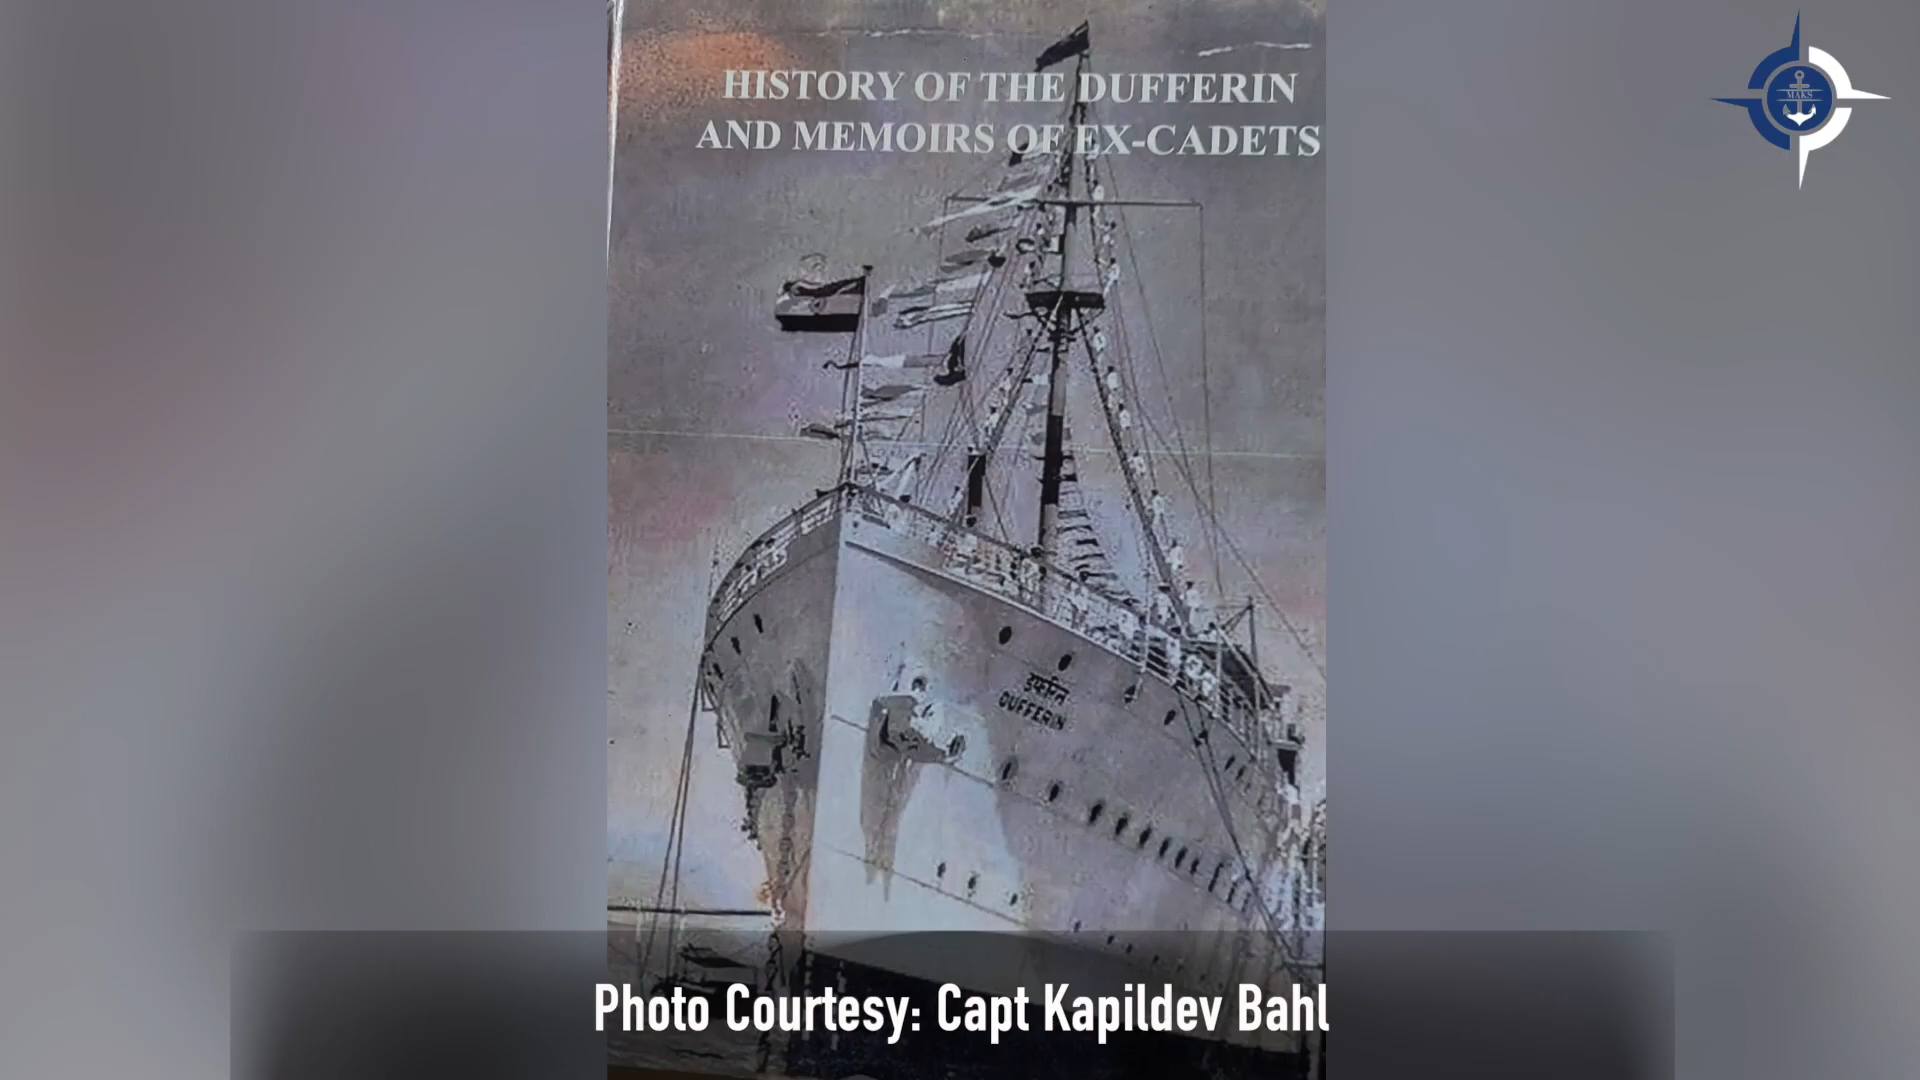 HISTORY OF THE DUFFERIN
AND MEMOIRS OF EX-CADETS
MAKS
डफरिन
DUFFERIN
Photo Courtesy: Capt Kapildev Bahl